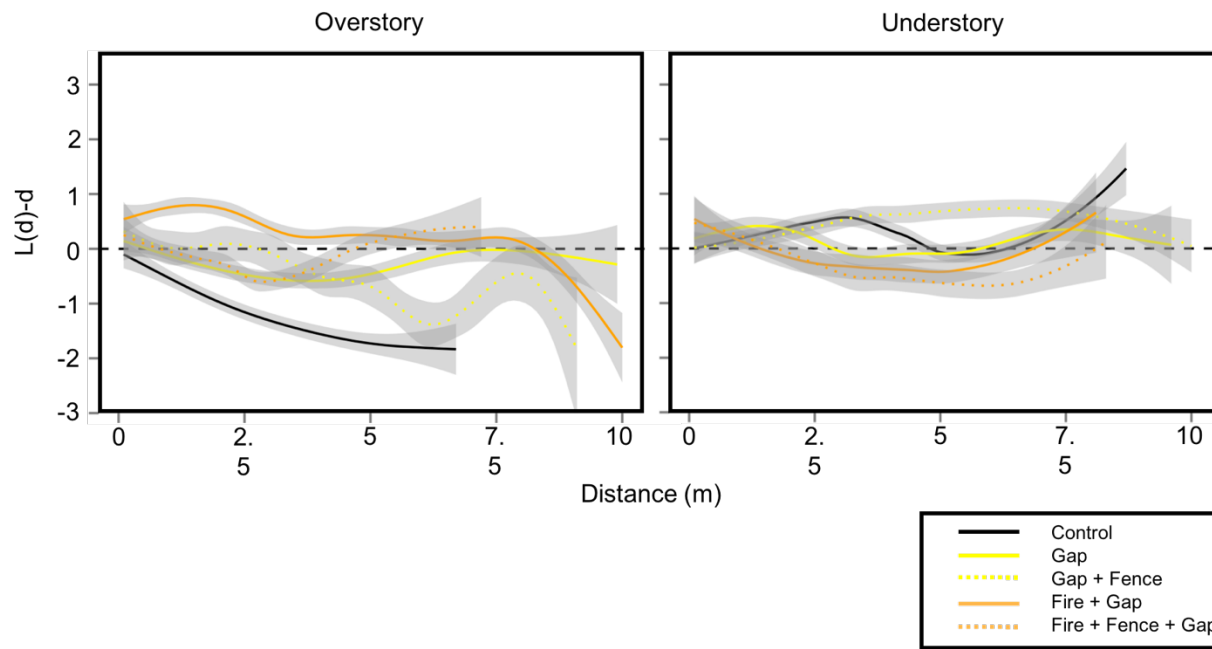 Overstory
Understory
L(d)-d
3
2
1
0
-1
-2
-3
0
2.
5
5
7.
5
10
0
2.
5
5
7.
5
10
Distance (m)
Control
Gap
Gap + Fence
Fire + Gap
Fire + Fence + Gap